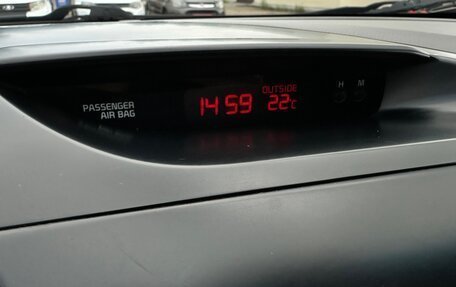 PASSENGER
AIR BAG
OUTSIDE
14 59 22°C
H M